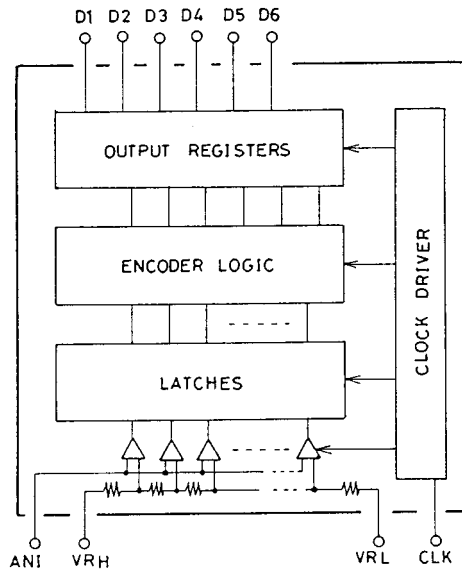 D1 D2 D3 D4 D5 D6
OUTPUT REGISTERS
ENCODER LOGIC
CLOCK DRIVER
LATCHES
ANI VRH VRL CLK